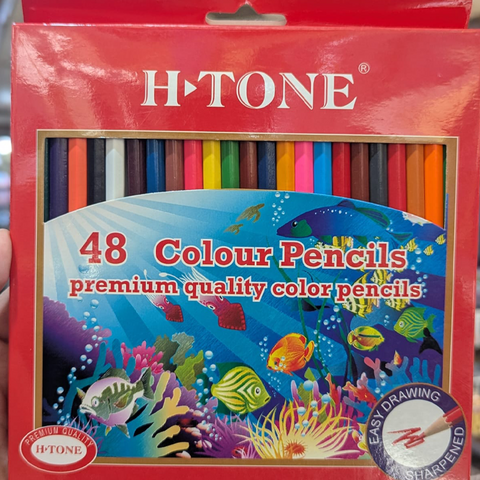 H▸TONE®
48 Colour Pencils
premium quality color pencils
PREMIUM QUALITY
H·TONE
EASY DRAWING
SHARPENED